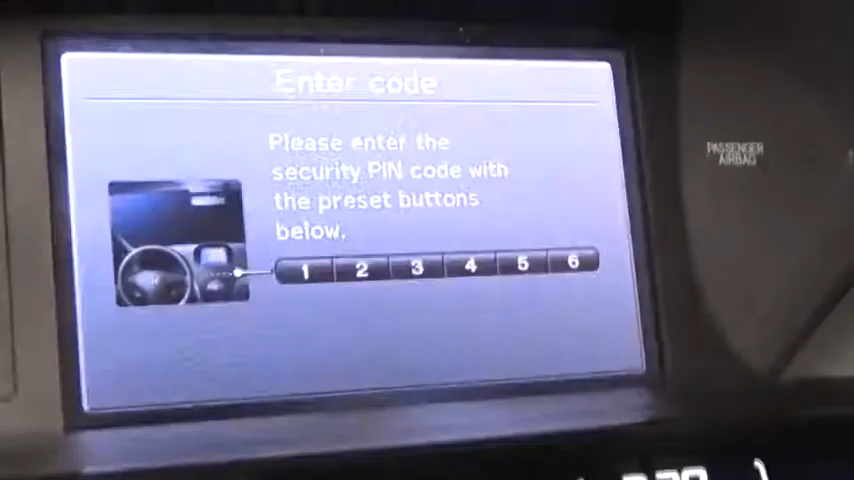 Enter code
Please enter the
security PIN code with
the preset buttons
below.
1 2 3 4 5 6
PASSENGER
AIRBAG